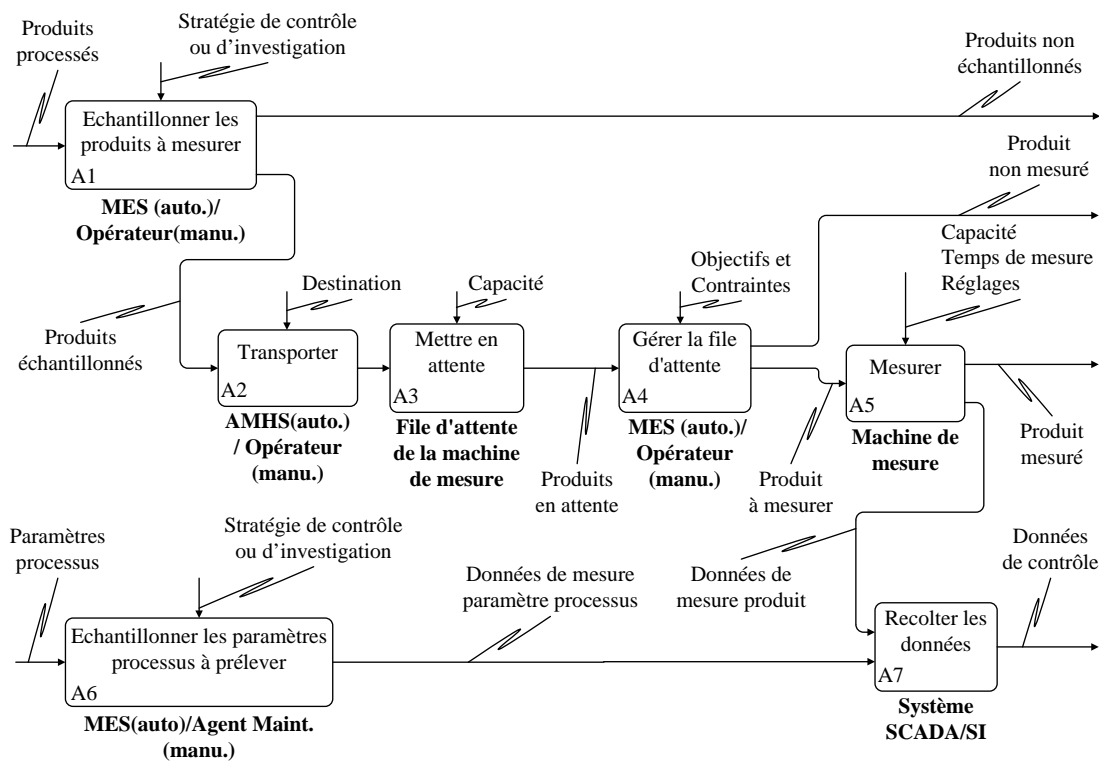 Produits
processés
Stratégie de contrôle
ou d’investigation
Produits non
échantillonnés
Echantillonner les
produits à mesurer
A1
MES (auto.)/
Opérateur(manu.)
Produit
non mesuré
Produits
échantillonnés
Destination
Transporter
A2
AMHS(auto.)
/ Opérateur
(manu.)
Capacité
Mettre en
attente
A3
File d'attente
de la machine
de mesure
Produits
en attente
Objectifs et
Contraintes
Gérer la file
d'attente
A4
MES (auto.)/
Opérateur
(manu.)
Produit
à mesurer
Capacité
Temps de mesure
Réglages
Mesurer
A5
Machine de
mesure
Produit
mesuré
Paramètres
processus
Stratégie de contrôle
ou d’investigation
Echantillonner les paramètres
processus à prélever
A6
MES(auto)/Agent Maint.
(manu.)
Données de mesure
paramètre processus
Données de
mesure produit
Recolter les
données
A7
Système
SCADA/SI
Données
de contrôle